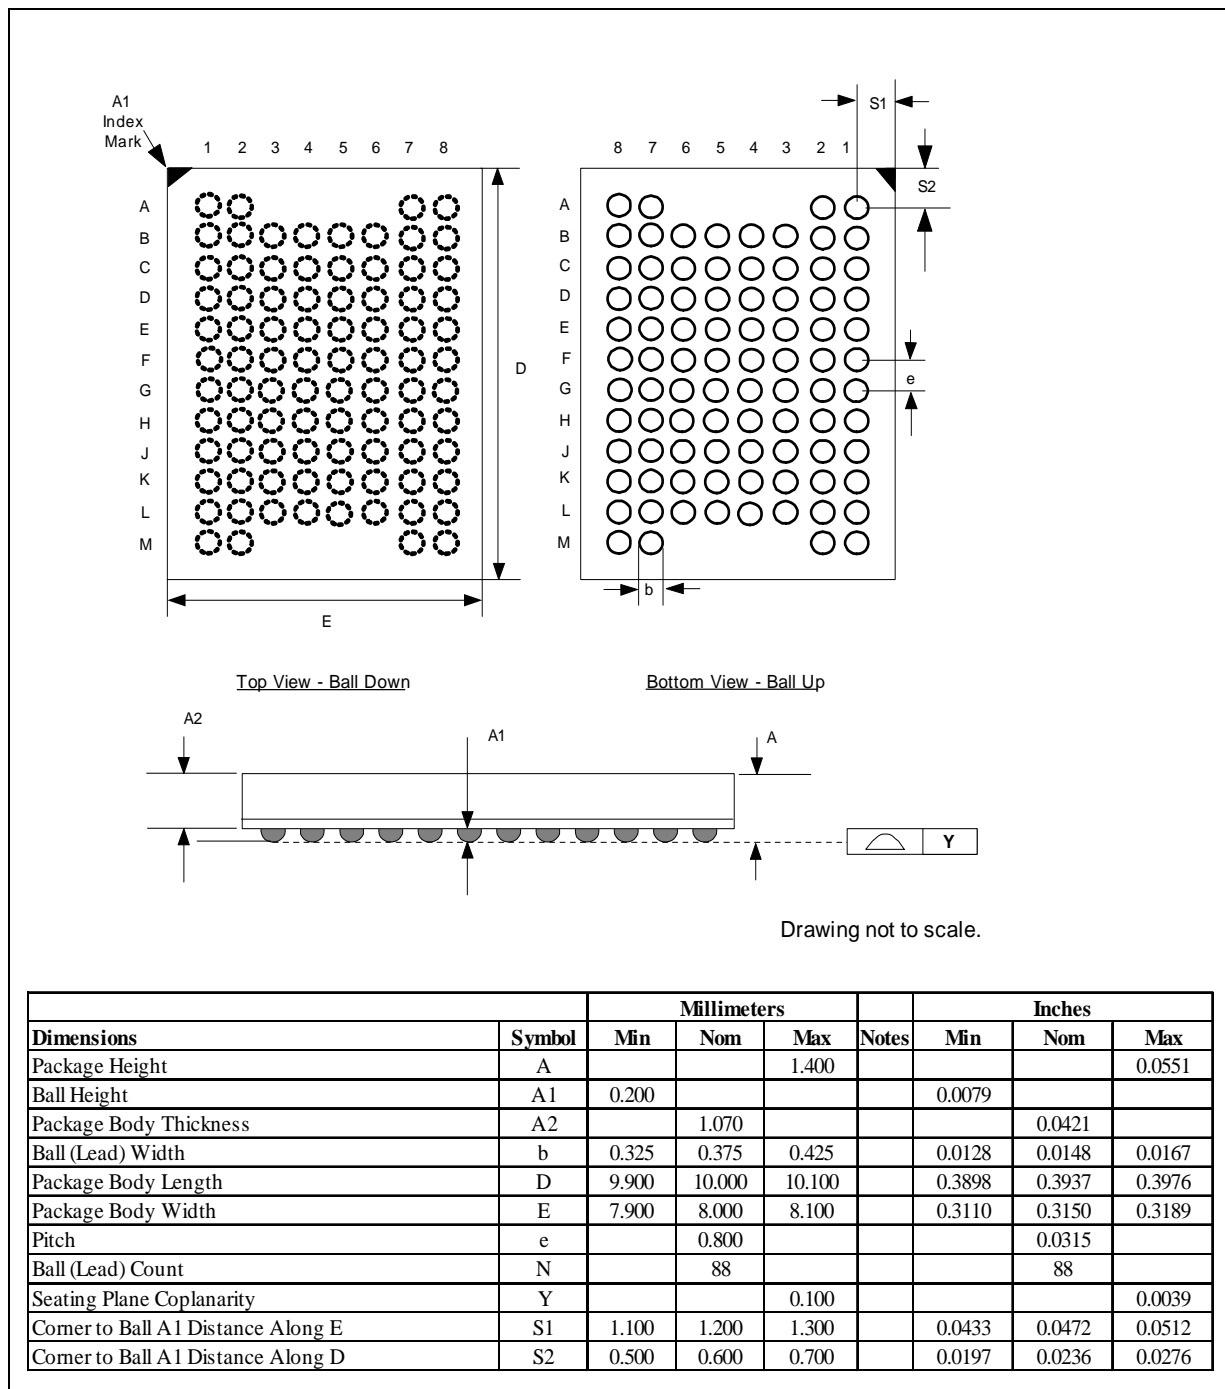 A1
Index
Mark
1 2 3 4 5 6 7 8
A
B
C
D
E
F
G
H
J
K
L
M
D
E
8 7 6 5 4 3 2 1
S1
S2
A
B
C
D
E
F
G
H
J
K
L
M
e
b
Top View - Ball Down
Bottom View - Ball Up
A2
A1
A
Y
Drawing not to scale.
Millimeters Inches
Dimensions Symbol Min Nom Max Notes Min Nom Max
Package Height A 1.400 0.0551
Ball Height A1 0.200 0.0079
Package Body Thickness A2 1.070 0.0421
Ball (Lead) Width b 0.325 0.375 0.425 0.0128 0.0148 0.0167
Package Body Length D 9.900 10.000 10.100 0.3898 0.3937 0.3976
Package Body Width E 7.900 8.000 8.100 0.3110 0.3150 0.3189
Pitch e 0.800 0.0315
Ball (Lead) Count N 88 88
Seating Plane Coplanarity Y 0.100 0.0039
Corner to Ball A1 Distance Along E S1 1.100 1.200 1.300 0.0433 0.0472 0.0512
Corner to Ball A1 Distance Along D S2 0.500 0.600 0.700 0.0197 0.0236 0.0276